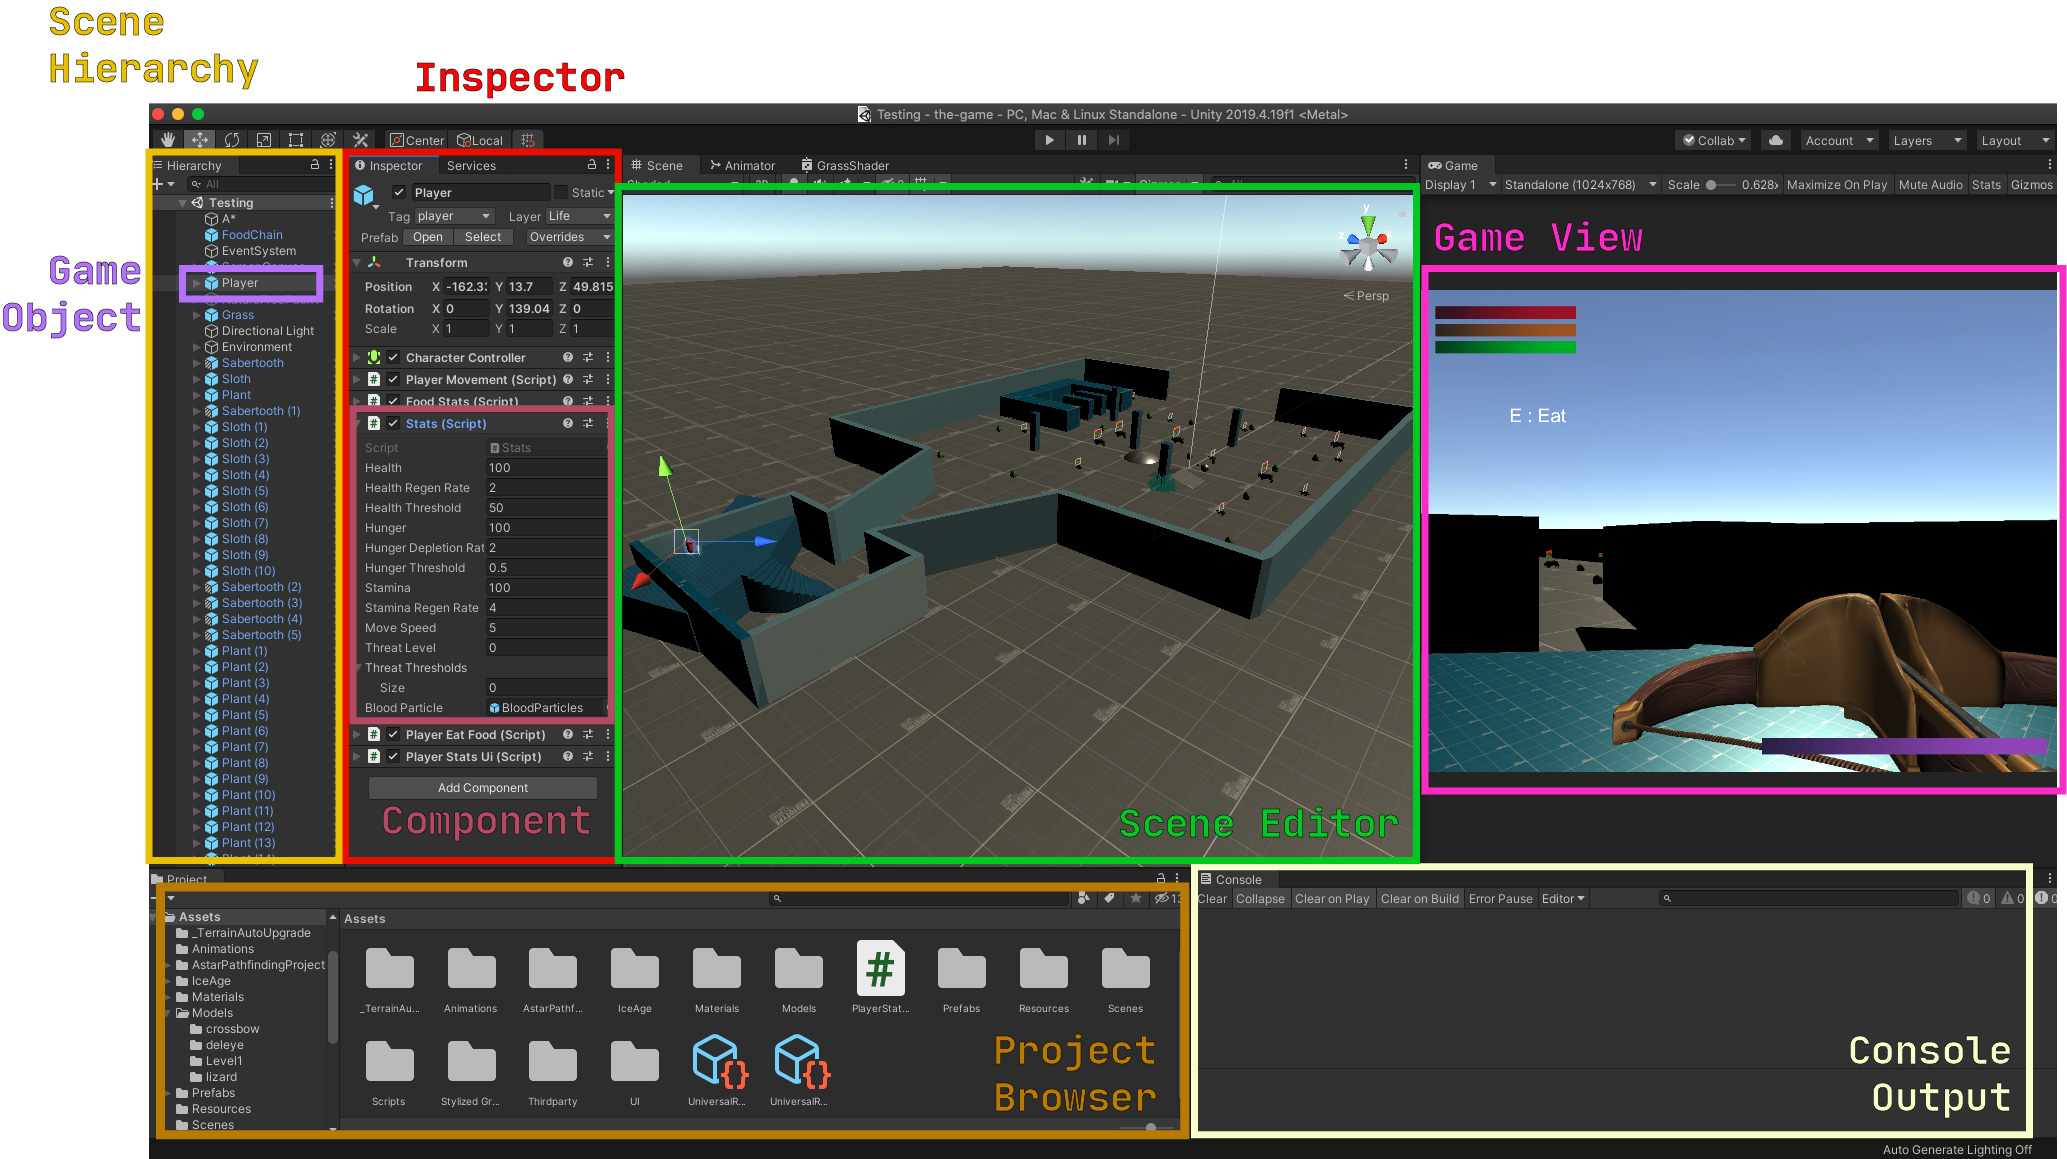 Scene
Hierarchy
Inspector
Testing - the-game - PC, Mac & Linux Standalone - Unity 2019.4.19f1 <Metal>
Center
Local
Collab
Account
Layers
Layout
Hierarchy
All
Testing
A*
FoodChain
EventSystem
Player
Grass
Directional Light
Environment
Sabertooth
Sloth
Plant
Sabertooth (1)
Sloth (1)
Sloth (2)
Sloth (3)
Sloth (4)
Sloth (5)
Sloth (6)
Sloth (7)
Sloth (8)
Sloth (9)
Sloth (10)
Sabertooth (2)
Sabertooth (3)
Sabertooth (4)
Sabertooth (5)
Plant (1)
Plant (2)
Plant (3)
Plant (4)
Plant (5)
Plant (6)
Plant (7)
Plant (8)
Plant (9)
Plant (10)
Plant (11)
Plant (12)
Plant (13)
Plant (14)
Game
Object
Inspector Services
Player Static
Tag player Layer Life
Prefab Open Select Overrides
Transform
Position X -162.3 Y 13.7 Z 49.815
Rotation X 0 Y 139.04 Z 0
Scale X 1 Y 1 Z 1
Character Controller
Player Movement (Script)
Food Stats (Script)
Stats (Script)
Script Stats
Health 100
Health Regen Rate 2
Health Threshold 50
Hunger 100
Hunger Depletion Rat 2
Hunger Threshold 0.5
Stamina 100
Stamina Regen Rate 4
Move Speed 5
Threat Level 0
Threat Thresholds
Size 0
Blood Particle BloodParticles
Player Eat Food (Script)
Player Stats Ui (Script)
Add Component
Component
Scene Animator GrassShader
y
z
x
Persp
Scene Editor
Game
Display 1 Standalone (1024x768) Scale 0.628x Maximize On Play Mute Audio Stats Gizmos
Game View
E : Eat
Project
13
Assets
_TerrainAutoUpgrade
Animations
AstarPathfindingProject
IceAge
Materials
Models
crossbow
deleye
Level1
lizard
Prefabs
Resources
Scenes
Assets
_TerrainAu... Animations AstarPathf... IceAge Materials Models PlayerStat... Prefabs Resources Scenes
Scripts Stylized Gr... Thirdparty UI UniversalR... UniversalR...
Project
Browser
Console
Clear Collapse Clear on Play Clear on Build Error Pause Editor 0 0 0
Console
Output
Auto Generate Lighting Off